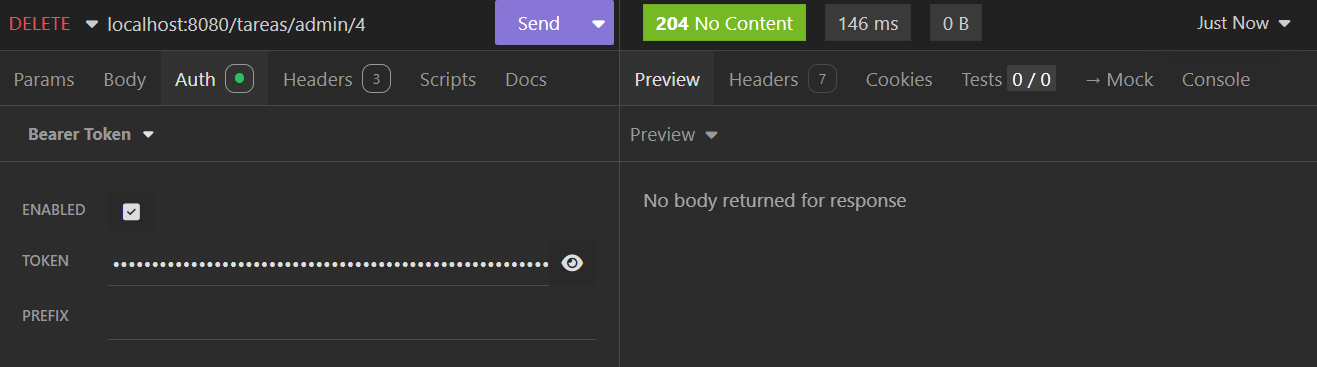 DELETE localhost:8080/tareas/admin/4 Send 204 No Content 146 ms 0 B Just Now
Params Body Auth Headers 3 Scripts Docs
Preview Headers 7 Cookies Tests 0 / 0 → Mock Console
Bearer Token
Preview
ENABLED
No body returned for response
TOKEN ••••••••••••••••••••••••••••••••••••••••••••••••••••••••
PREFIX